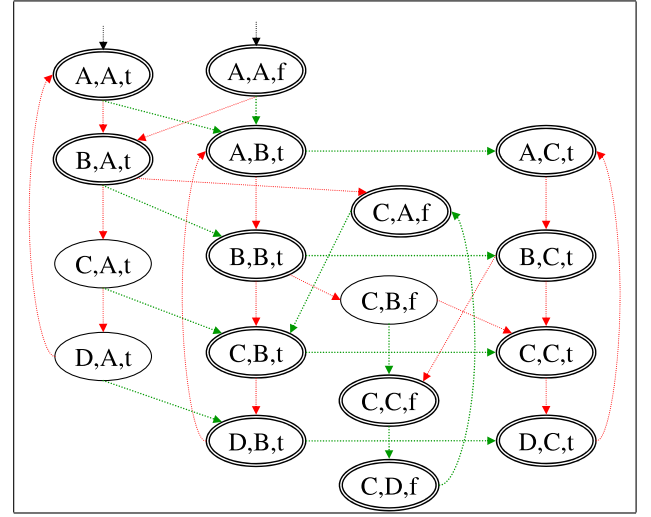 A,A,t
A,A,f
B,A,t
A,B,t
A,C,t
C,A,f
C,A,t
B,B,t
B,C,t
C,B,f
D,A,t
C,B,t
C,C,t
C,C,f
D,B,t
D,C,t
C,D,f